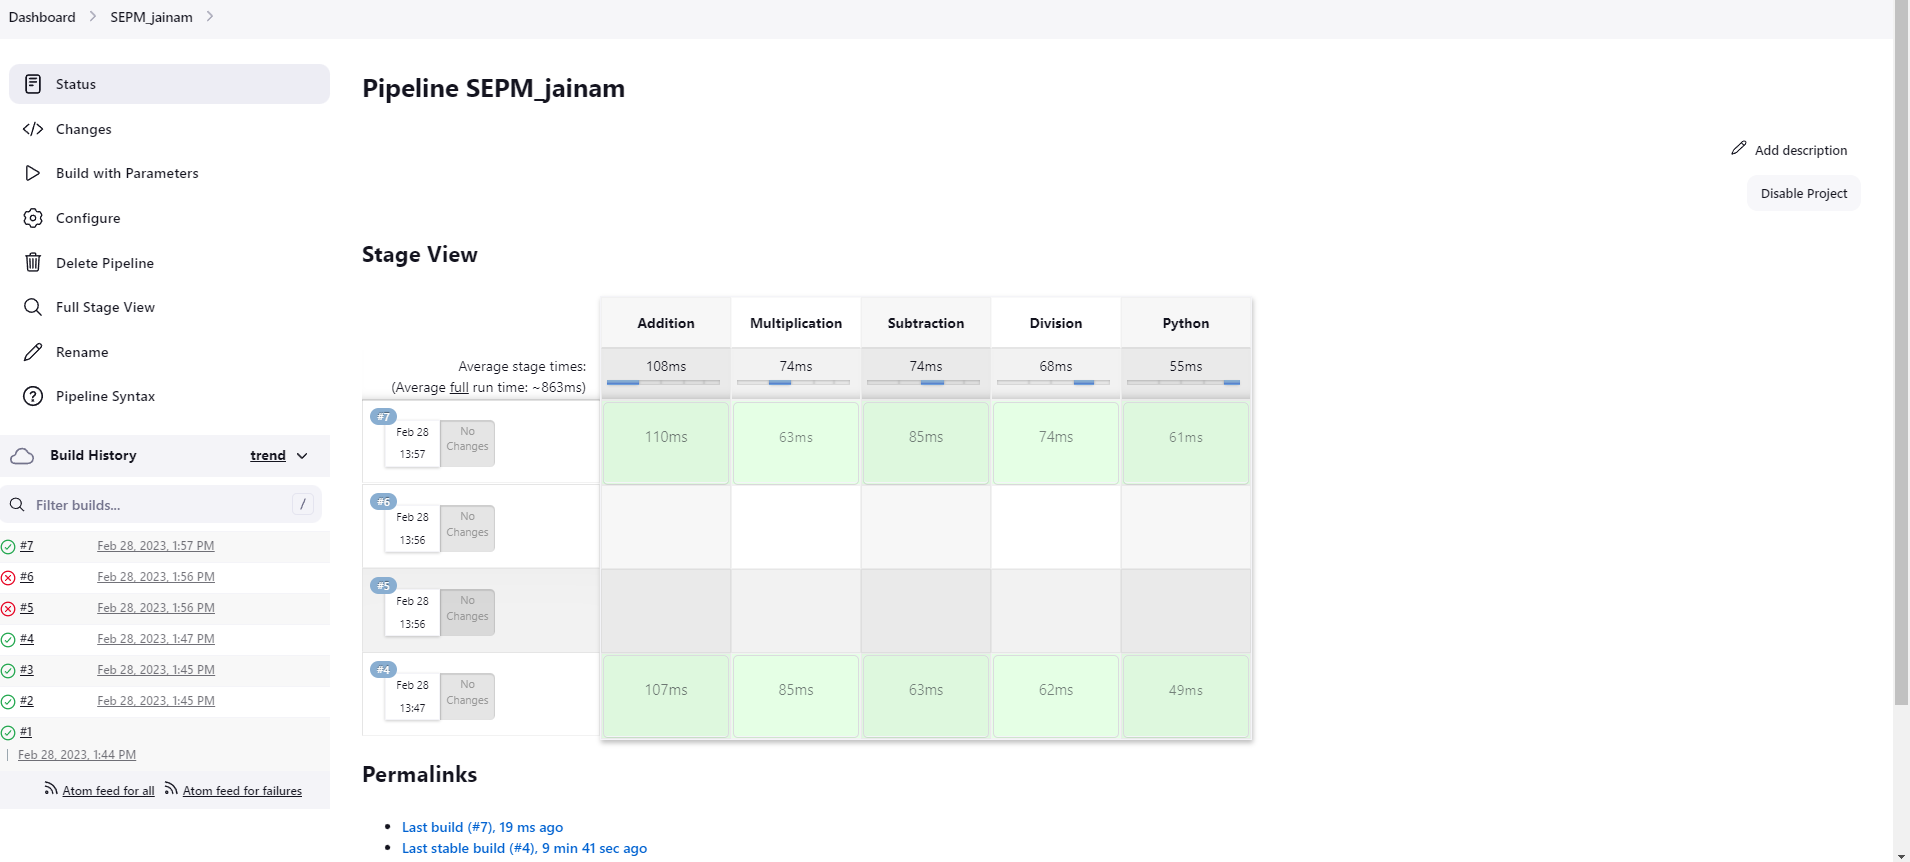 Dashboard > SEPM_jainam >
Status
Changes
Build with Parameters
Configure
Delete Pipeline
Full Stage View
Rename
Pipeline Syntax
Build History trend
Filter builds... /
#7 Feb 28, 2023, 1:57 PM
#6 Feb 28, 2023, 1:56 PM
#5 Feb 28, 2023, 1:56 PM
#4 Feb 28, 2023, 1:47 PM
#3 Feb 28, 2023, 1:45 PM
#2 Feb 28, 2023, 1:45 PM
#1
Feb 28, 2023, 1:44 PM
Atom feed for all Atom feed for failures
Pipeline SEPM_jainam
Add description
Disable Project
Stage View
Addition Multiplication Subtraction Division Python
Average stage times: 108ms 74ms 74ms 68ms 55ms
(Average full run time: ~863ms)
#7
Feb 28 No
13:57 Changes
110ms 63ms 85ms 74ms 61ms
#6
Feb 28 No
13:56 Changes
#5
Feb 28 No
13:56 Changes
#4
Feb 28 No
13:47 Changes
107ms 85ms 63ms 62ms 49ms
Permalinks
Last build (#7), 19 ms ago
Last stable build (#4), 9 min 41 sec ago